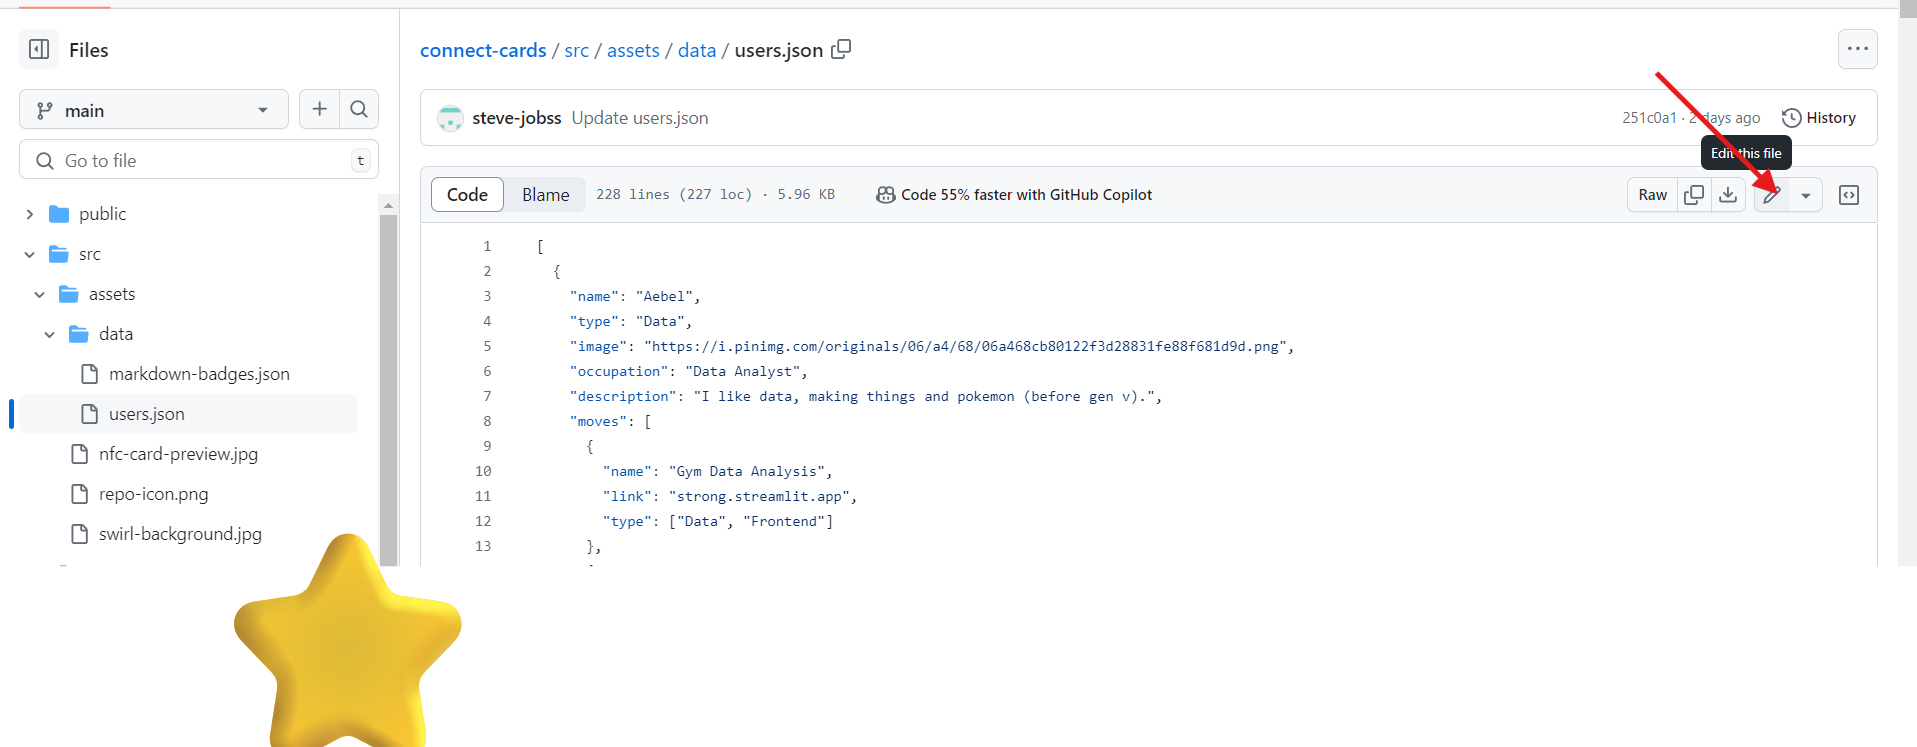 Files
main
Go to file
t
public
src
assets
data
markdown-badges.json
users.json
nfc-card-preview.jpg
repo-icon.png
swirl-background.jpg
connect-cards / src / assets / data / users.json
steve-jobss Update users.json
251c0a1 · 2 days ago
History
Edit this file
Code
Blame
228 lines (227 loc) · 5.96 KB
Code 55% faster with GitHub Copilot
Raw
1 [
2 {
3 "name": "Aebel",
4 "type": "Data",
5 "image": "https://i.pinimg.com/originals/06/a4/68/06a468cb80122f3d28831fe88f681d9d.png",
6 "occupation": "Data Analyst",
7 "description": "I like data, making things and pokemon (before gen v).",
8 "moves": [
9 {
10 "name": "Gym Data Analysis",
11 "link": "strong.streamlit.app",
12 "type": ["Data", "Frontend"]
13 },